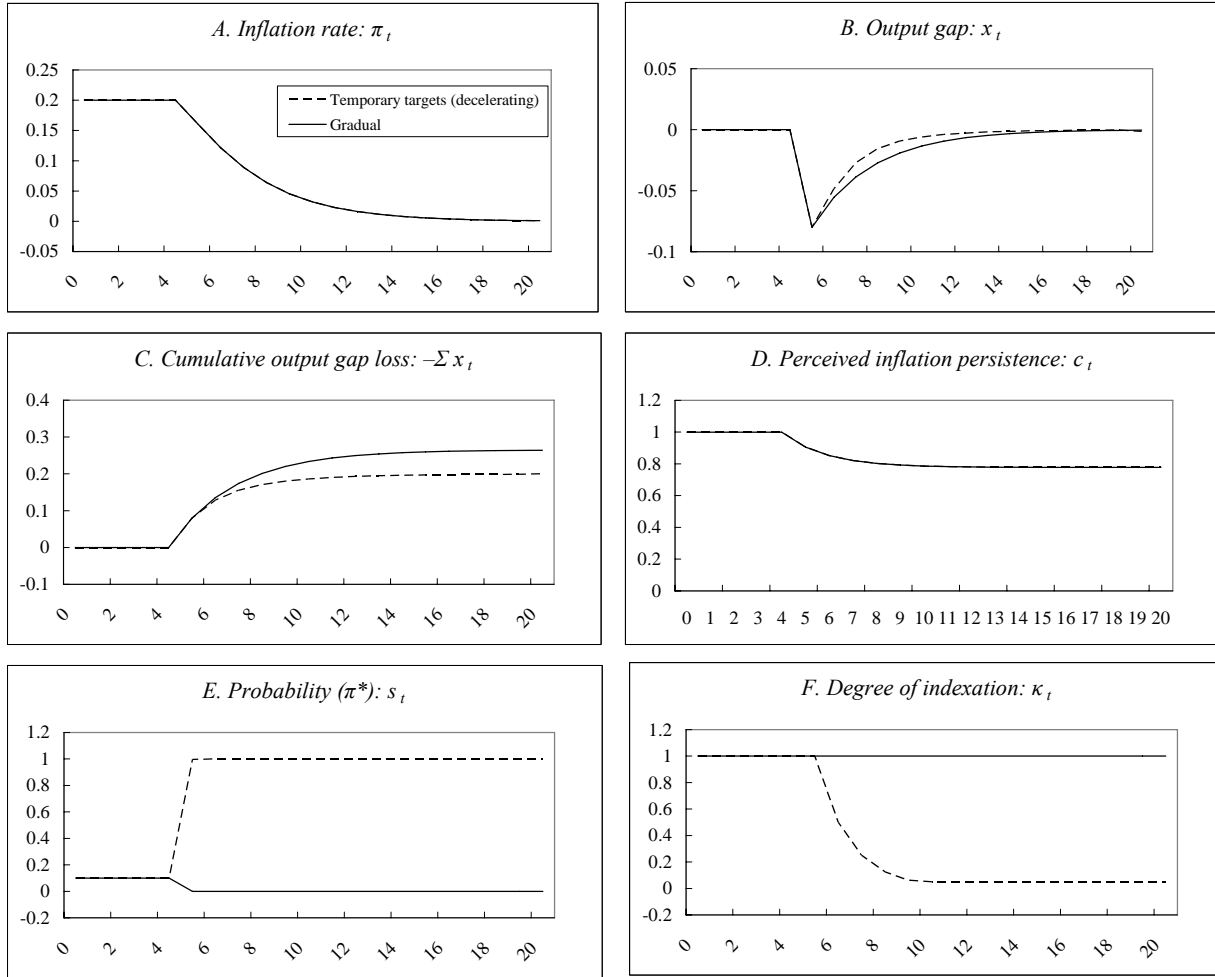 A. Inflation rate: π t
0.25
0.2
0.15
0.1
0.05
0
-0.05
0 2 4 6 8 10 12 14 16 18 20
Temporary targets (decelerating)
Gradual
B. Output gap: x t
0.05
0
-0.05
-0.1
0 2 4 6 8 10 12 14 16 18 20
C. Cumulative output gap loss: –Σ x t
0.4
0.3
0.2
0.1
0
-0.1
0 2 4 6 8 10 12 14 16 18 20
D. Perceived inflation persistence: c t
1.2
1
0.8
0.6
0.4
0.2
0
0 1 2 3 4 5 6 7 8 9 10 11 12 13 14 15 16 17 18 19 20
E. Probability (π*): s t
1.2
1
0.8
0.6
0.4
0.2
0
-0.2
0 2 4 6 8 10 12 14 16 18 20
F. Degree of indexation: κ t
1.2
1
0.8
0.6
0.4
0.2
0
-0.2
0 2 4 6 8 10 12 14 16 18 20